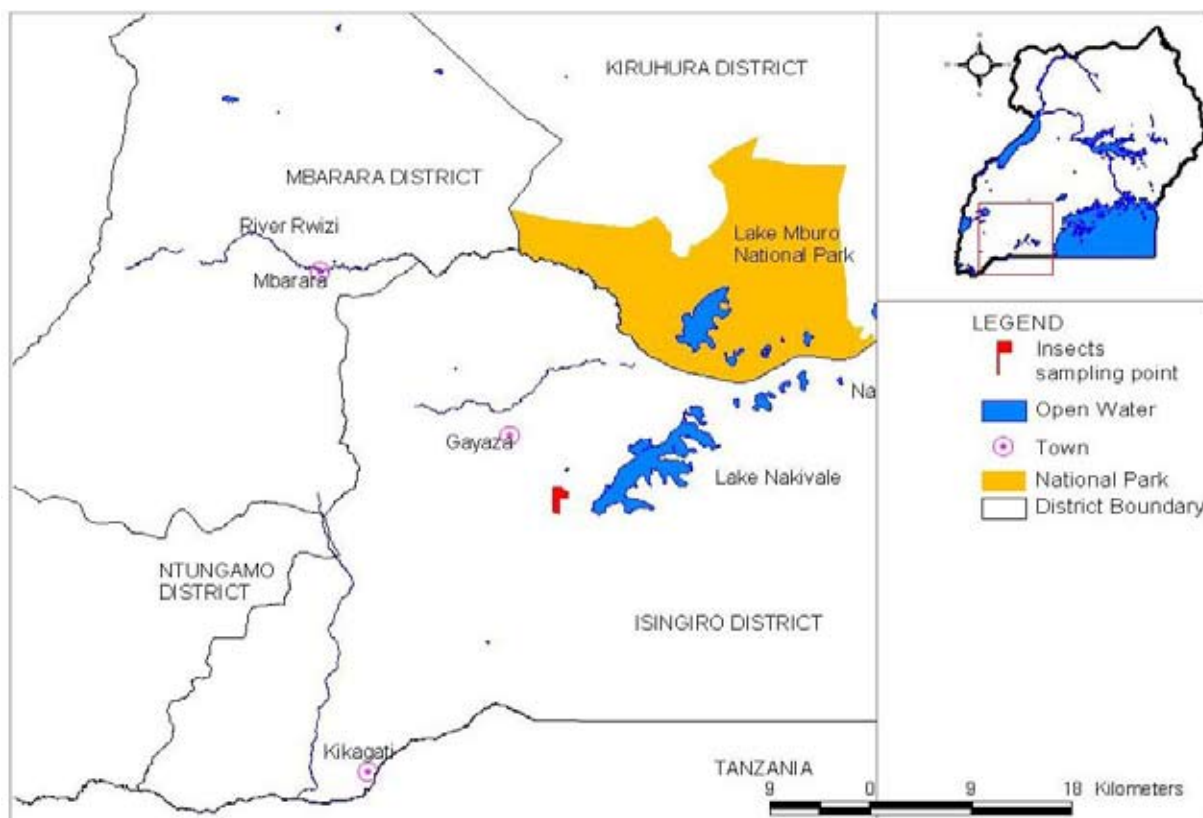 KIRUHURA DISTRICT
MBARARA DISTRICT
River Rwizi
Mbarara
Lake Mburo
National Park
Na
Gayaza
Lake Nakivale
NTUNGAMO
DISTRICT
ISINGIRO DISTRICT
Kikagati
TANZANIA
9 0 9 18 Kilometers
LEGEND
Insects
sampling point
Open Water
Town
National Park
District Boundary